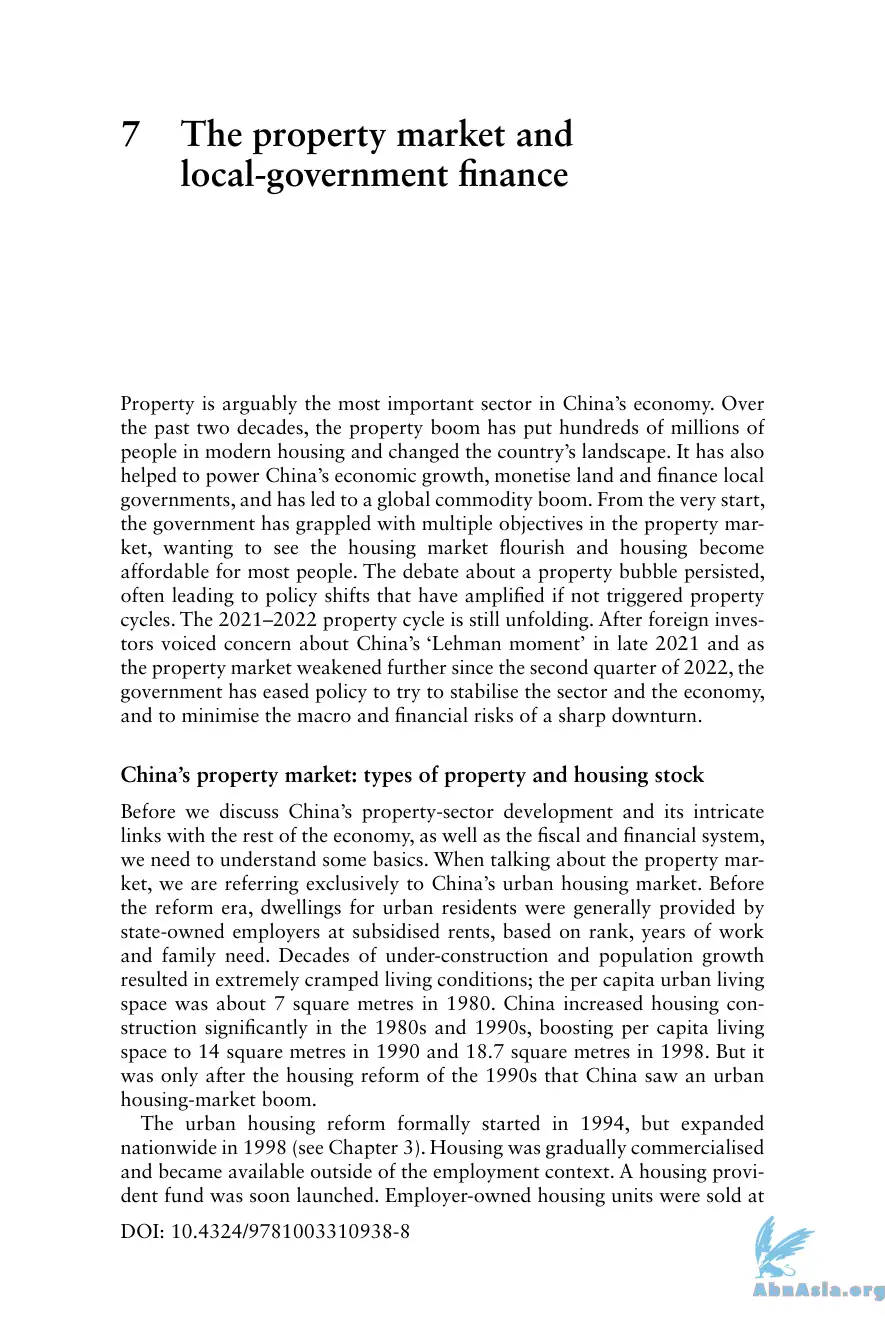 7 The property market and
local-government finance
Property is arguably the most important sector in China’s economy. Over
the past two decades, the property boom has put hundreds of millions of
people in modern housing and changed the country’s landscape. It has also
helped to power China’s economic growth, monetise land and finance local
governments, and has led to a global commodity boom. From the very start,
the government has grappled with multiple objectives in the property mar-
ket, wanting to see the housing market flourish and housing become
affordable for most people. The debate about a property bubble persisted,
often leading to policy shifts that have amplified if not triggered property
cycles. The 2021–2022 property cycle is still unfolding. After foreign inves-
tors voiced concern about China’s ‘Lehman moment’ in late 2021 and as
the property market weakened further since the second quarter of 2022, the
government has eased policy to try to stabilise the sector and the economy,
and to minimise the macro and financial risks of a sharp downturn.
China’s property market: types of property and housing stock
Before we discuss China’s property-sector development and its intricate
links with the rest of the economy, as well as the fiscal and financial system,
we need to understand some basics. When talking about the property mar-
ket, we are referring exclusively to China’s urban housing market. Before
the reform era, dwellings for urban residents were generally provided by
state-owned employers at subsidised rents, based on rank, years of work
and family need. Decades of under-construction and population growth
resulted in extremely cramped living conditions; the per capita urban living
space was about 7 square metres in 1980. China increased housing con-
struction significantly in the 1980s and 1990s, boosting per capita living
space to 14 square metres in 1990 and 18.7 square metres in 1998. But it
was only after the housing reform of the 1990s that China saw an urban
housing-market boom.
The urban housing reform formally started in 1994, but expanded
nationwide in 1998 (see Chapter 3). Housing was gradually commercialised
and became available outside of the employment context. A housing provi-
dent fund was soon launched. Employer-owned housing units were sold at
DOI: 10.4324/9781003310938-8
AbnAsia.org